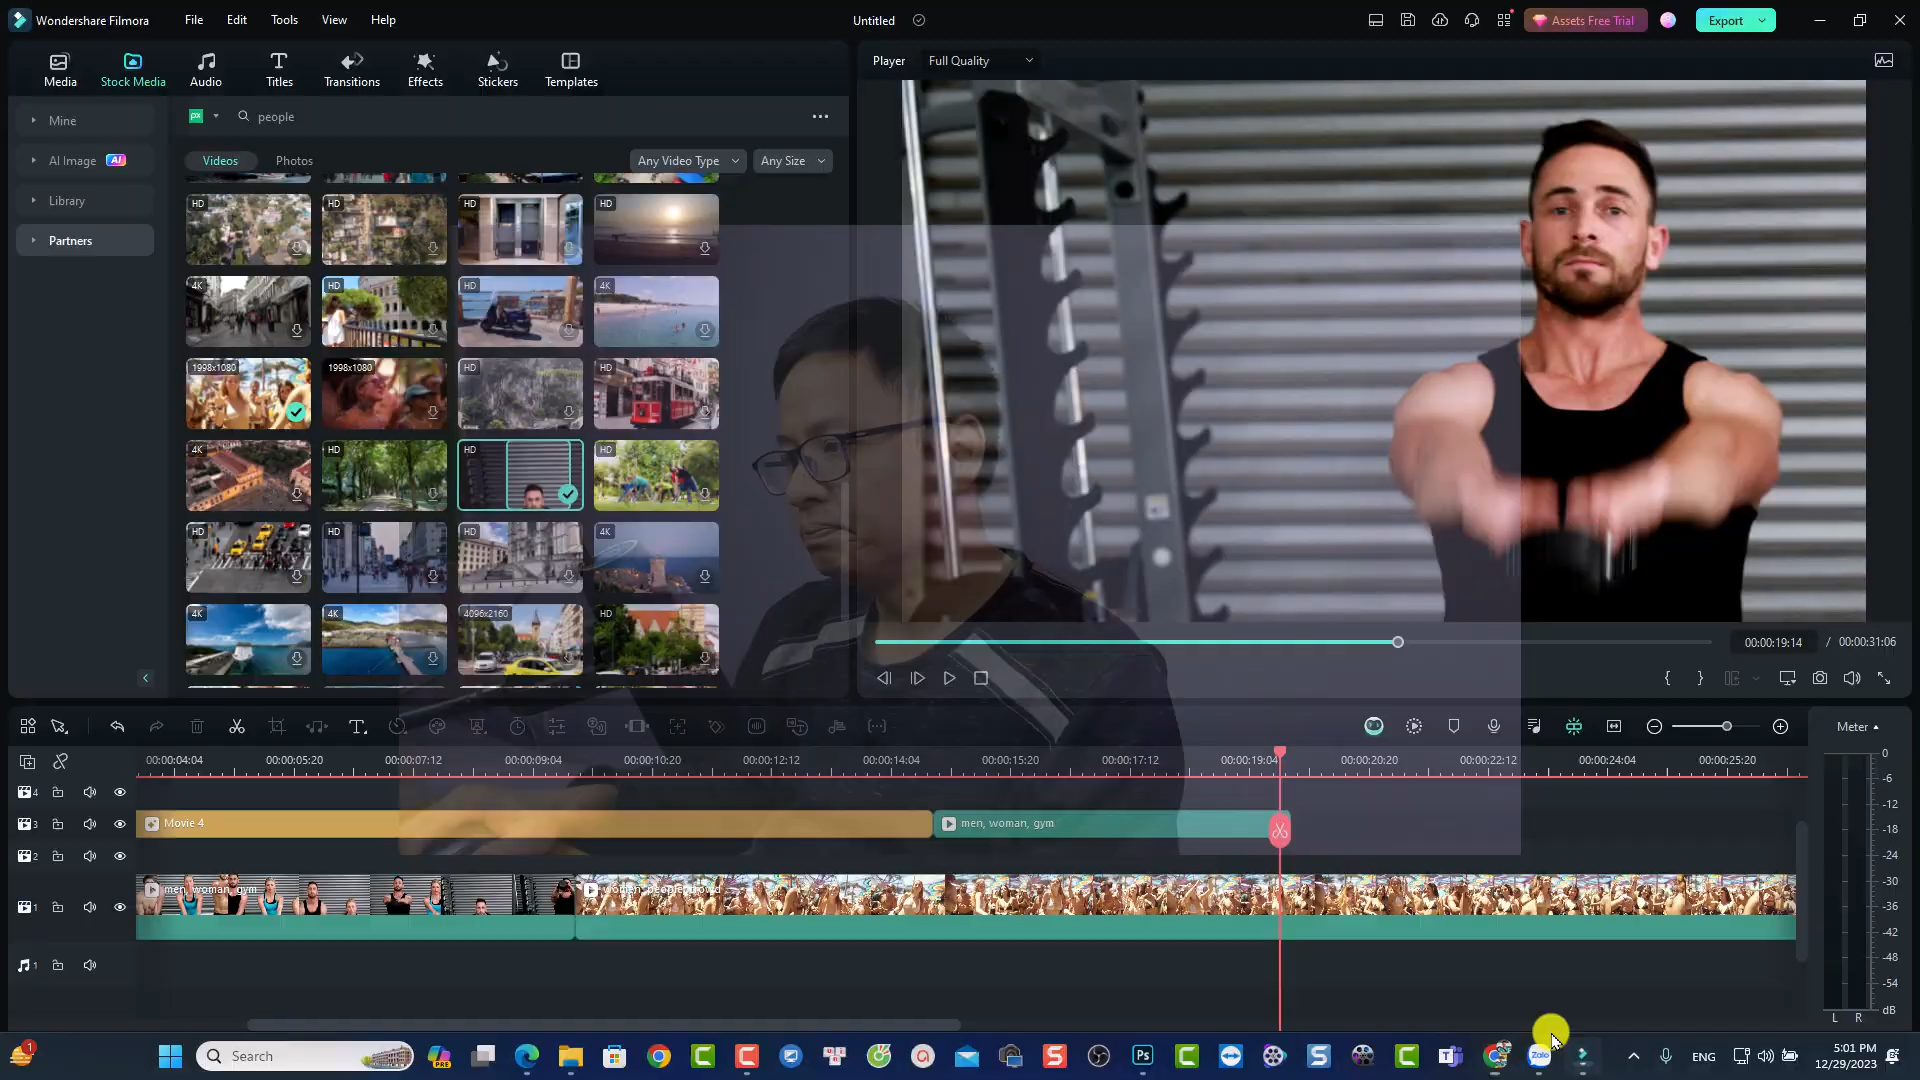 Wondershare Filmora
File Edit Tools View Help
Untitled
Assets Free Trial
Export
Media
Stock Media
Audio
Titles
Transitions
Effects
Stickers
Templates
Player Full Quality
Mine
AI Image AI
Library
Partners
px people
Videos Photos
Any Video Type Any Size
HD HD HD HD
4K HD HD 4K
1998x1080 1998x1080 HD HD
4K HD HD HD
HD HD HD 4K
4K 4K 4096x2160 HD
00:00:19:14 / 00:00:31:06
Meter
00:00:04:04 00:00:05:20 00:00:07:12 00:00:09:04 00:00:10:20 00:00:12:12 00:00:14:04 00:00:15:20 00:00:17:12 00:00:19:04 00:00:20:20 00:00:22:12 00:00:24:04 00:00:25:20
4
3 Movie 4 men, woman, gym
2
men, woman, gym
1
1
0
-6
-12
-18
-24
-30
-36
-42
-48
-54
dB
L R
1
Search
PRE
Ps
Zalo
ENG
5:01 PM
12/29/2023